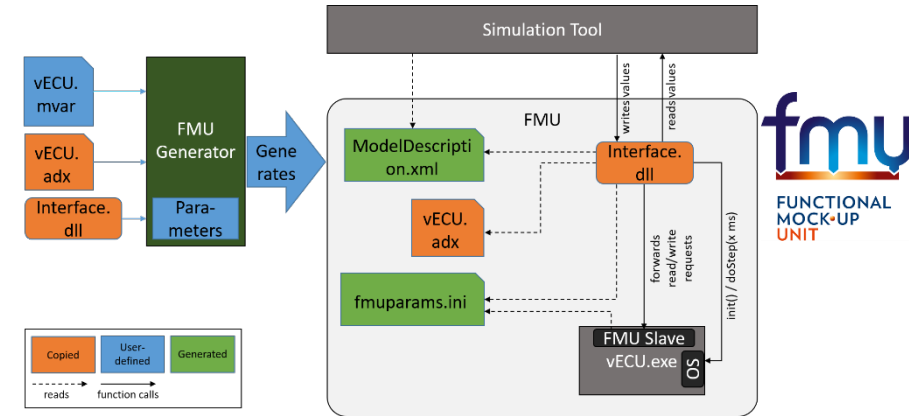 Simulation Tool
vECU.
mvar
vECU.
adx
Interface.
dll
FMU
Generator
Para-
meters
Gene
rates
FMU
writes values
reads values
ModelDescripti
on.xml
Interface.
dll
vECU.
adx
fmuparams.ini
forwards
read/write
requests
init() / doStep(x ms)
FMU Slave
vECU.exe
OS
fmu
FUNCTIONAL
MOCK-UP
UNIT
Copied
User-
defined
Generated
reads
function calls